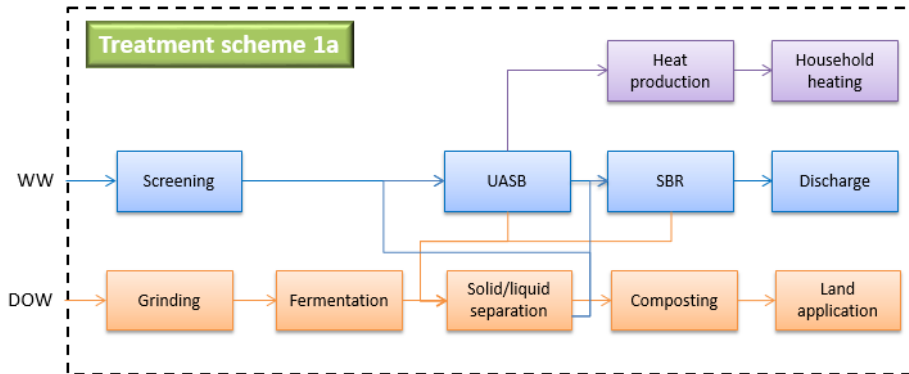 Treatment scheme 1a
Heat
production
Household
heating
WW
Screening
UASB
SBR
Discharge
DOW
Grinding
Fermentation
Solid/liquid
separation
Composting
Land
application